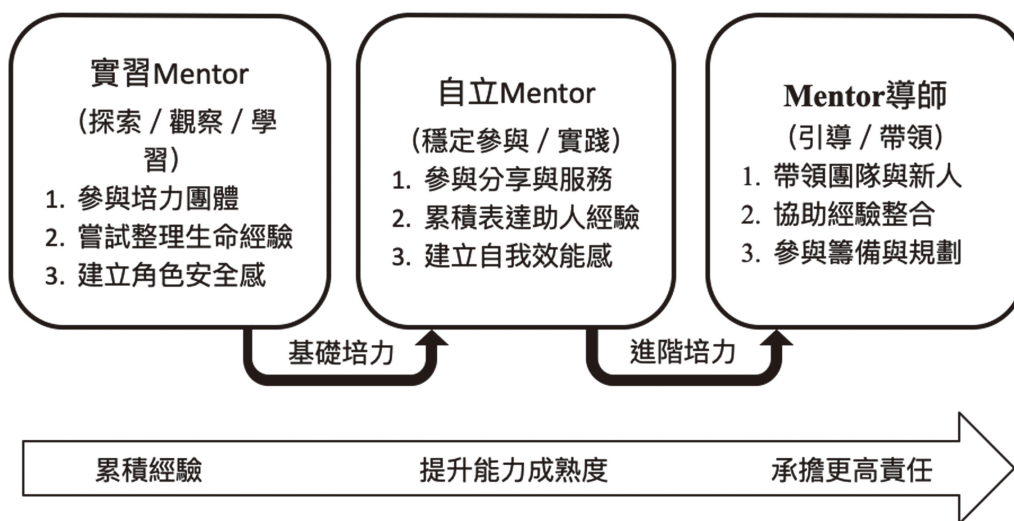 實習Mentor
（探索 / 觀察 / 學
習）
1. 參與培力團體
2. 嘗試整理生命經驗
3. 建立角色安全感
自立Mentor
（穩定參與 / 實踐）
1. 參與分享與服務
2. 累積表達助人經驗
3. 建立自我效能感
Mentor導師
（引導 / 帶領）
1. 帶領團隊與新人
2. 協助經驗整合
3. 參與籌備與規劃
基礎培力
進階培力
累積經驗
提升能力成熟度
承擔更高責任